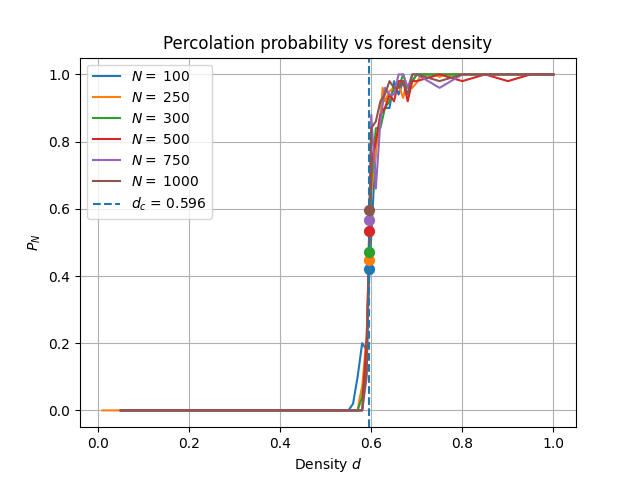 Percolation probability vs forest density
1.0
0.8
0.6
0.4
0.2
0.0
P_N
N = 100
N = 250
N = 300
N = 500
N = 750
N = 1000
d_c = 0.596
0.0 0.2 0.4 0.6 0.8 1.0
Density d